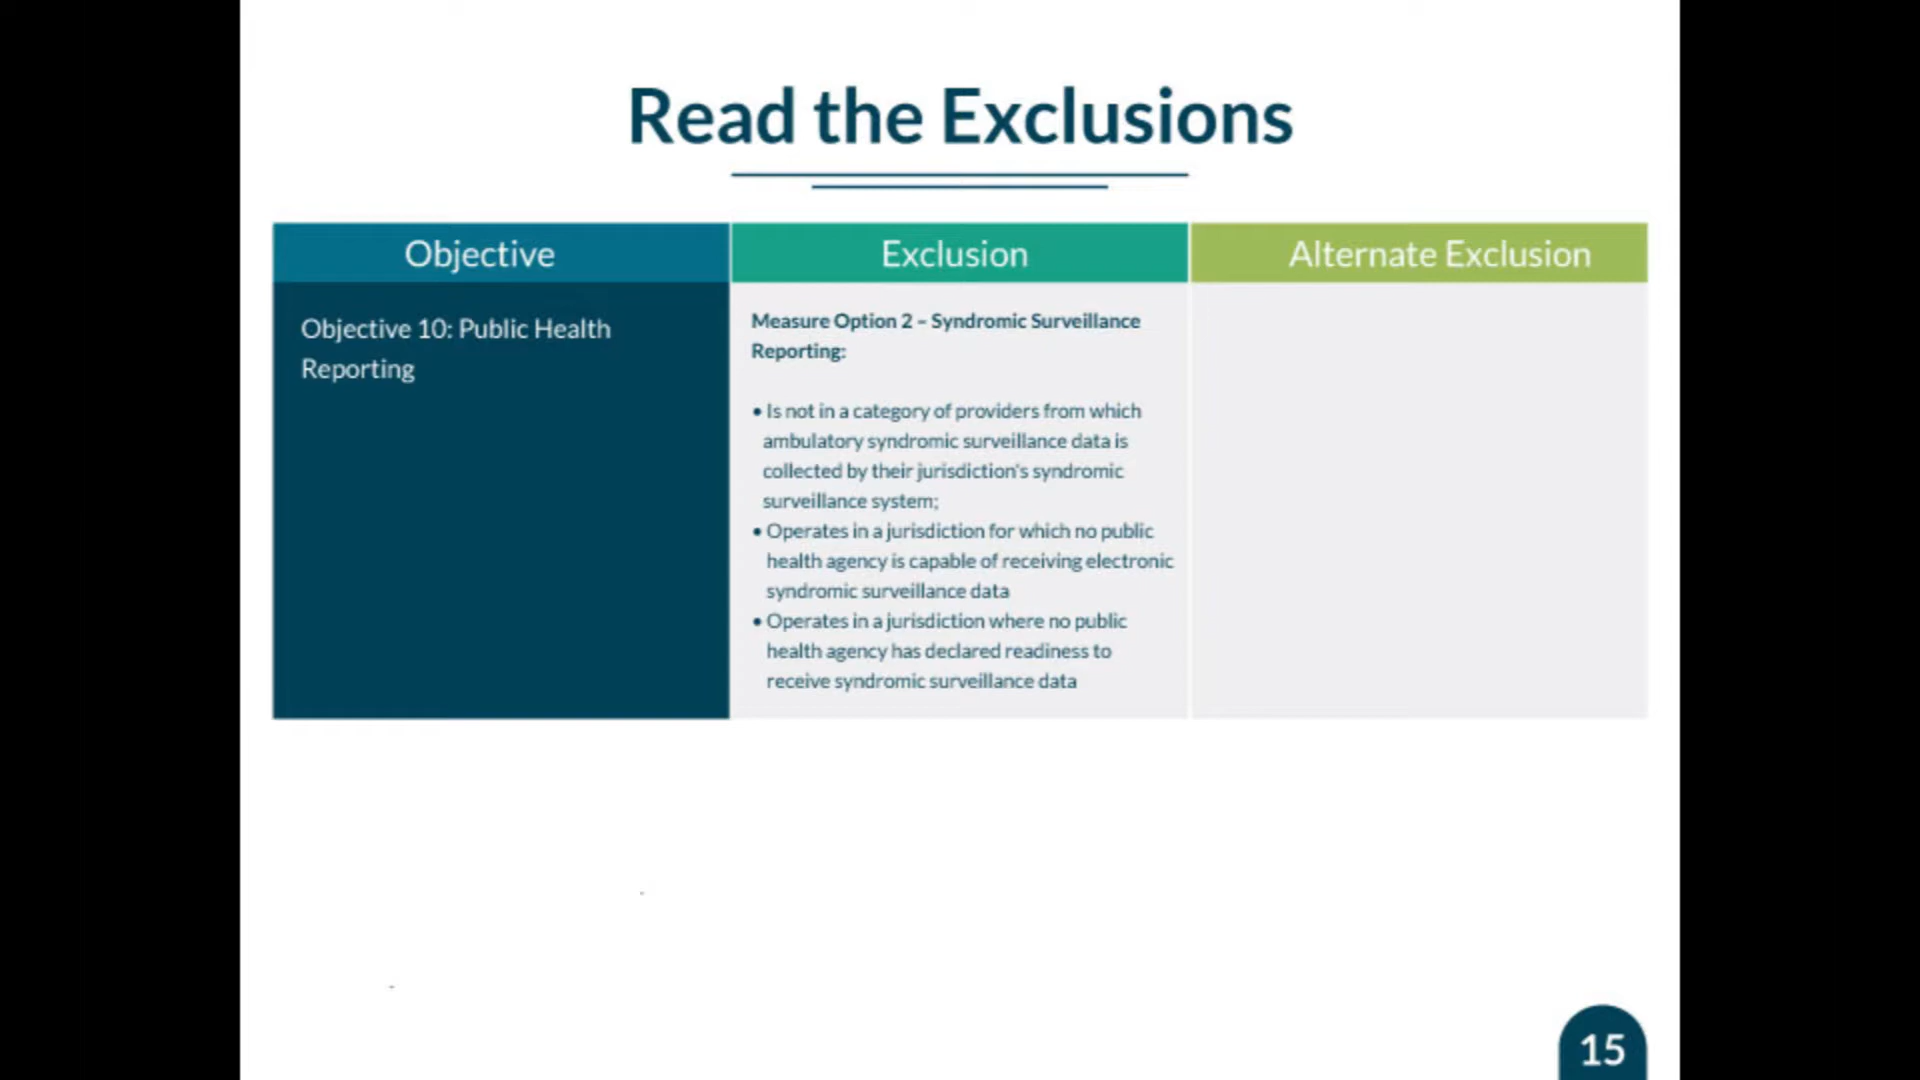 Read the Exclusions
Objective
Exclusion
Alternate Exclusion
Objective 10: Public Health
Reporting
Measure Option 2 – Syndromic Surveillance
Reporting:
• Is not in a category of providers from which
ambulatory syndromic surveillance data is
collected by their jurisdiction's syndromic
surveillance system;
• Operates in a jurisdiction for which no public
health agency is capable of receiving electronic
syndromic surveillance data
• Operates in a jurisdiction where no public
health agency has declared readiness to
receive syndromic surveillance data
15